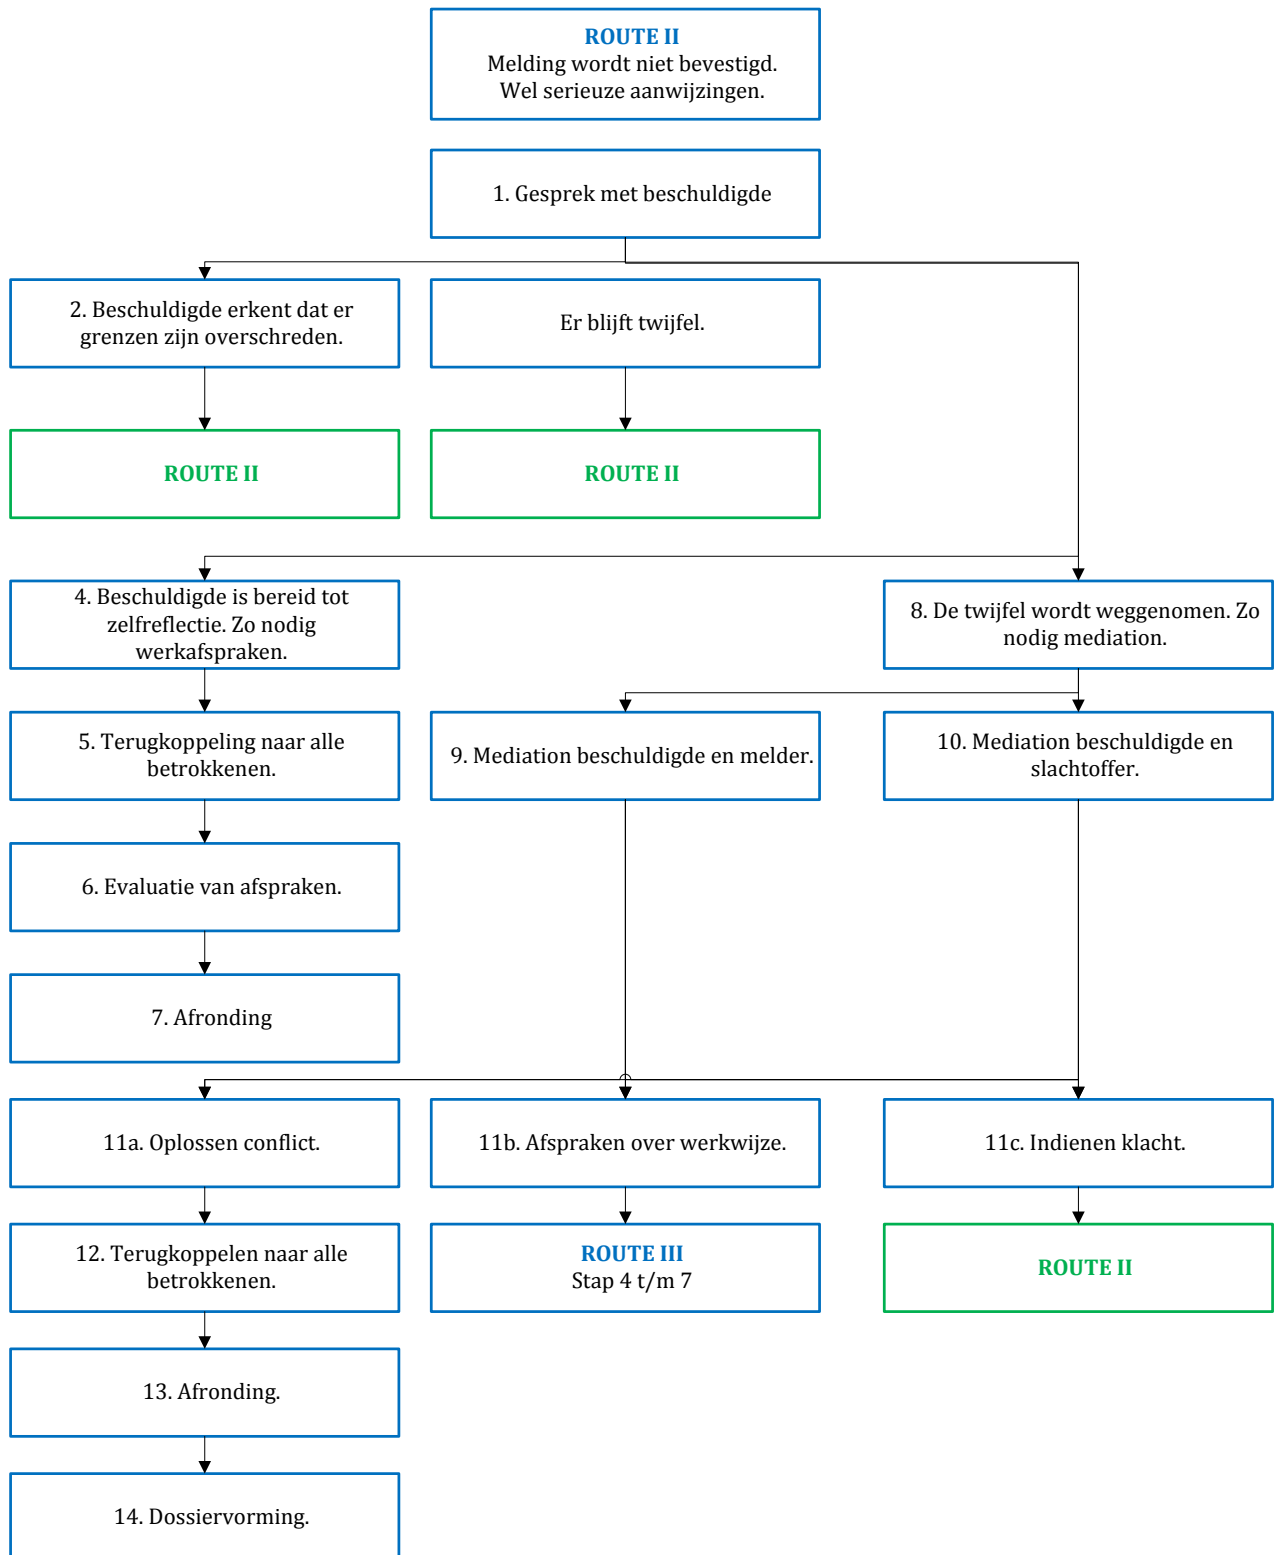 ROUTE II
Melding wordt niet bevestigd.
Wel serieuze aanwijzingen.
1. Gesprek met beschuldigde
2. Beschuldigde erkent dat er
grenzen zijn overschreden.
Er blijft twijfel.
ROUTE II
ROUTE II
4. Beschuldigde is bereid tot
zelfreflectie. Zo nodig
werkafspraken.
8. De twijfel wordt weggenomen. Zo
nodig mediation.
5. Terugkoppeling naar alle
betrokkenen.
9. Mediation beschuldigde en melder.
10. Mediation beschuldigde en
slachtoffer.
6. Evaluatie van afspraken.
7. Afronding
11a. Oplossen conflict.
11b. Afspraken over werkwijze.
11c. Indienen klacht.
12. Terugkoppelen naar alle
betrokkenen.
ROUTE III
Stap 4 t/m 7
ROUTE II
13. Afronding.
14. Dossiervorming.